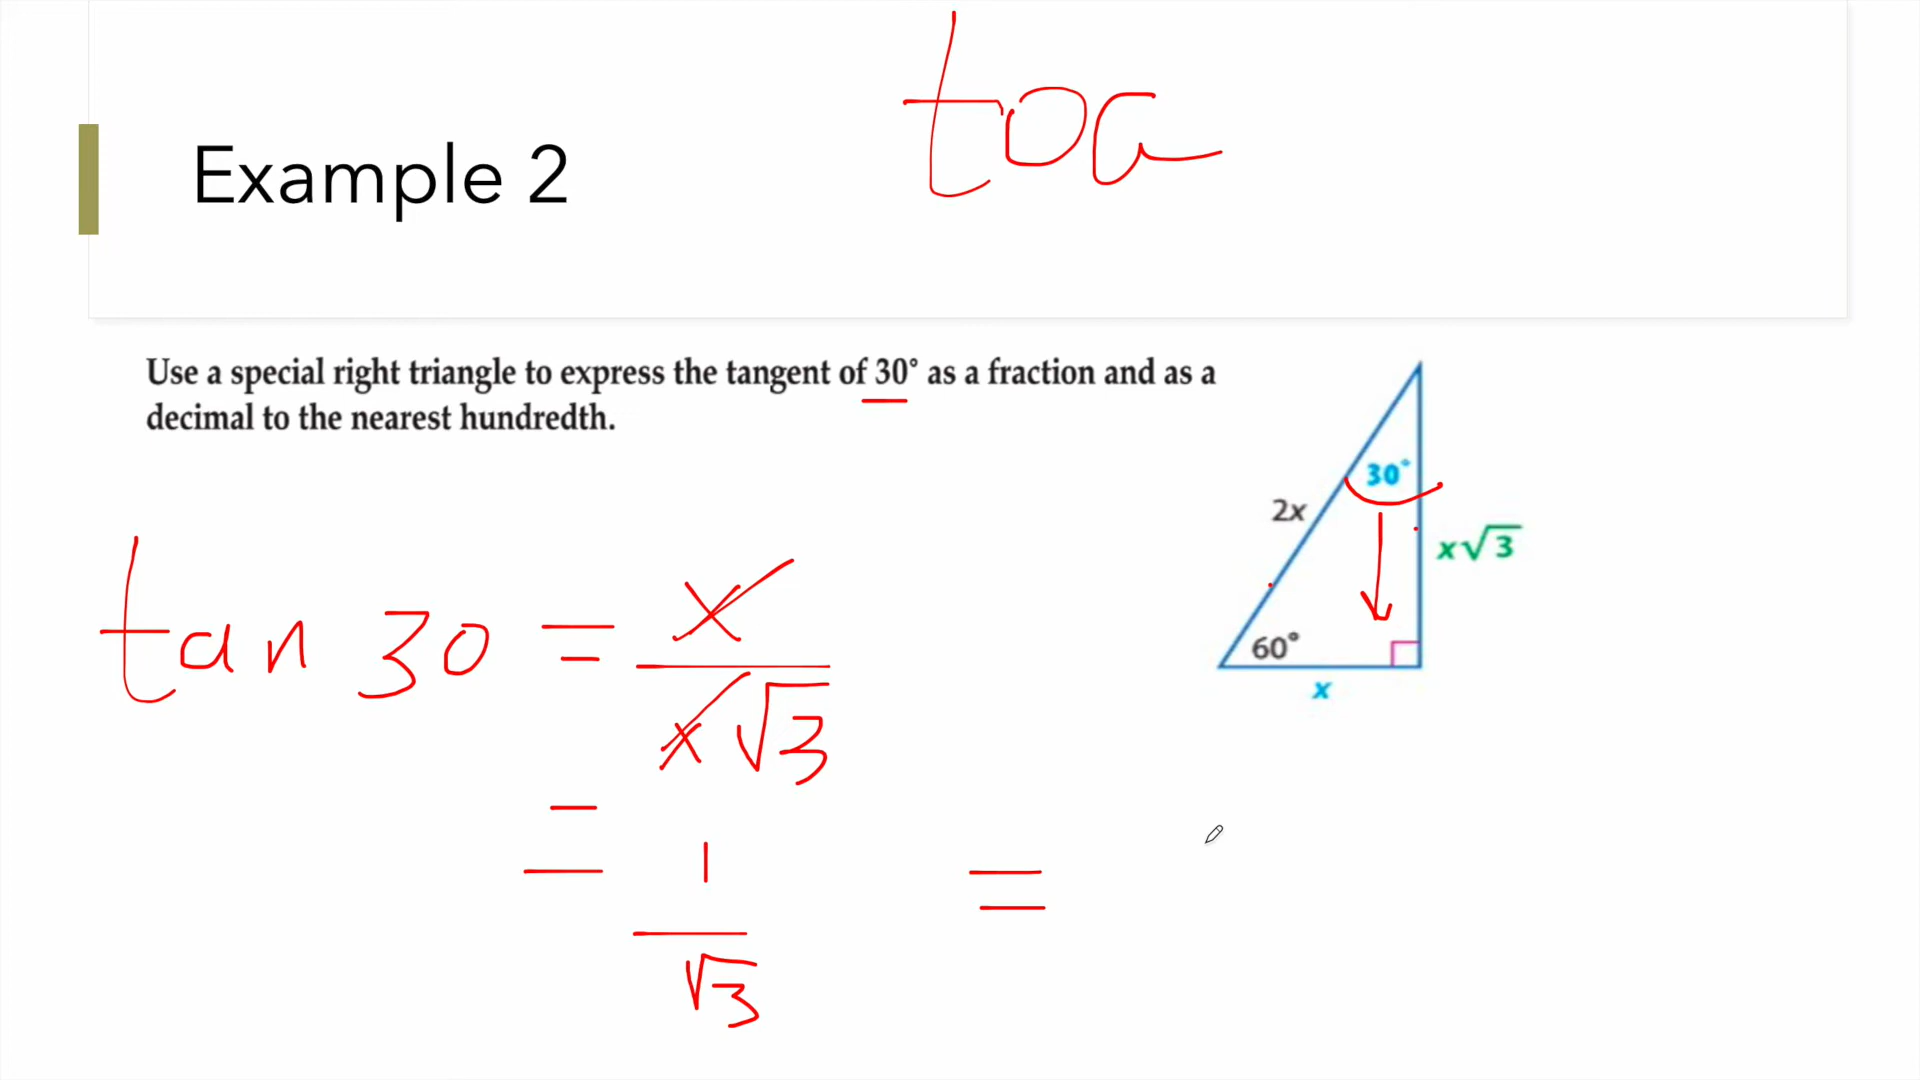 toa
Example 2
Use a special right triangle to express the tangent of 30° as a fraction and as a
decimal to the nearest hundredth.
30°
2x
x√3
60°
x
tan 30 = x / x√3
= 1 / √3 =